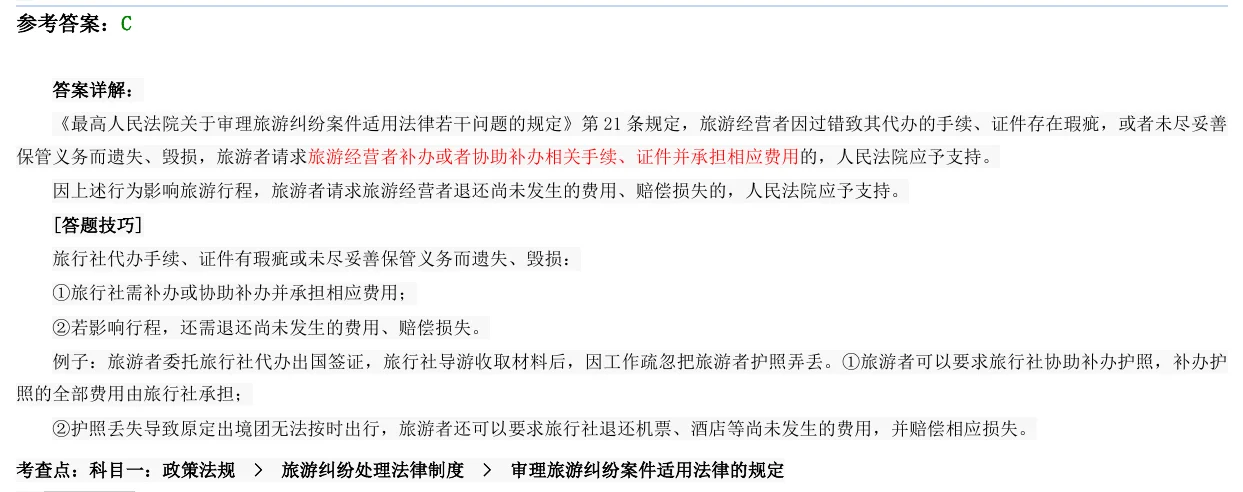 参考答案：C
答案详解：
《最高人民法院关于审理旅游纠纷案件适用法律若干问题的规定》第 21 条规定，旅游经营者因过错致其代办的手续、证件存在瑕疵，或者未尽妥善
保管义务而遗失、毁损，旅游者请求旅游经营者补办或者协助补办相关手续、证件并承担相应费用的，人民法院应予支持。
因上述行为影响旅游行程，旅游者请求旅游经营者退还尚未发生的费用、赔偿损失的，人民法院应予支持。
[答题技巧]
旅行社代办手续、证件有瑕疵或未尽妥善保管义务而遗失、毁损：
①旅行社需补办或协助补办并承担相应费用；
②若影响行程，还需退还尚未发生的费用、赔偿损失。
例子：旅游者委托旅行社代办出国签证，旅行社导游收取材料后，因工作疏忽把旅游者护照弄丢。①旅游者可以要求旅行社协助补办护照，补办护
照的全部费用由旅行社承担；
②护照丢失导致原定出境团无法按时出行，旅游者还可以要求旅行社退还机票、酒店等尚未发生的费用，并赔偿相应损失。
考查点：科目一：政策法规 > 旅游纠纷处理法律制度 > 审理旅游纠纷案件适用法律的规定